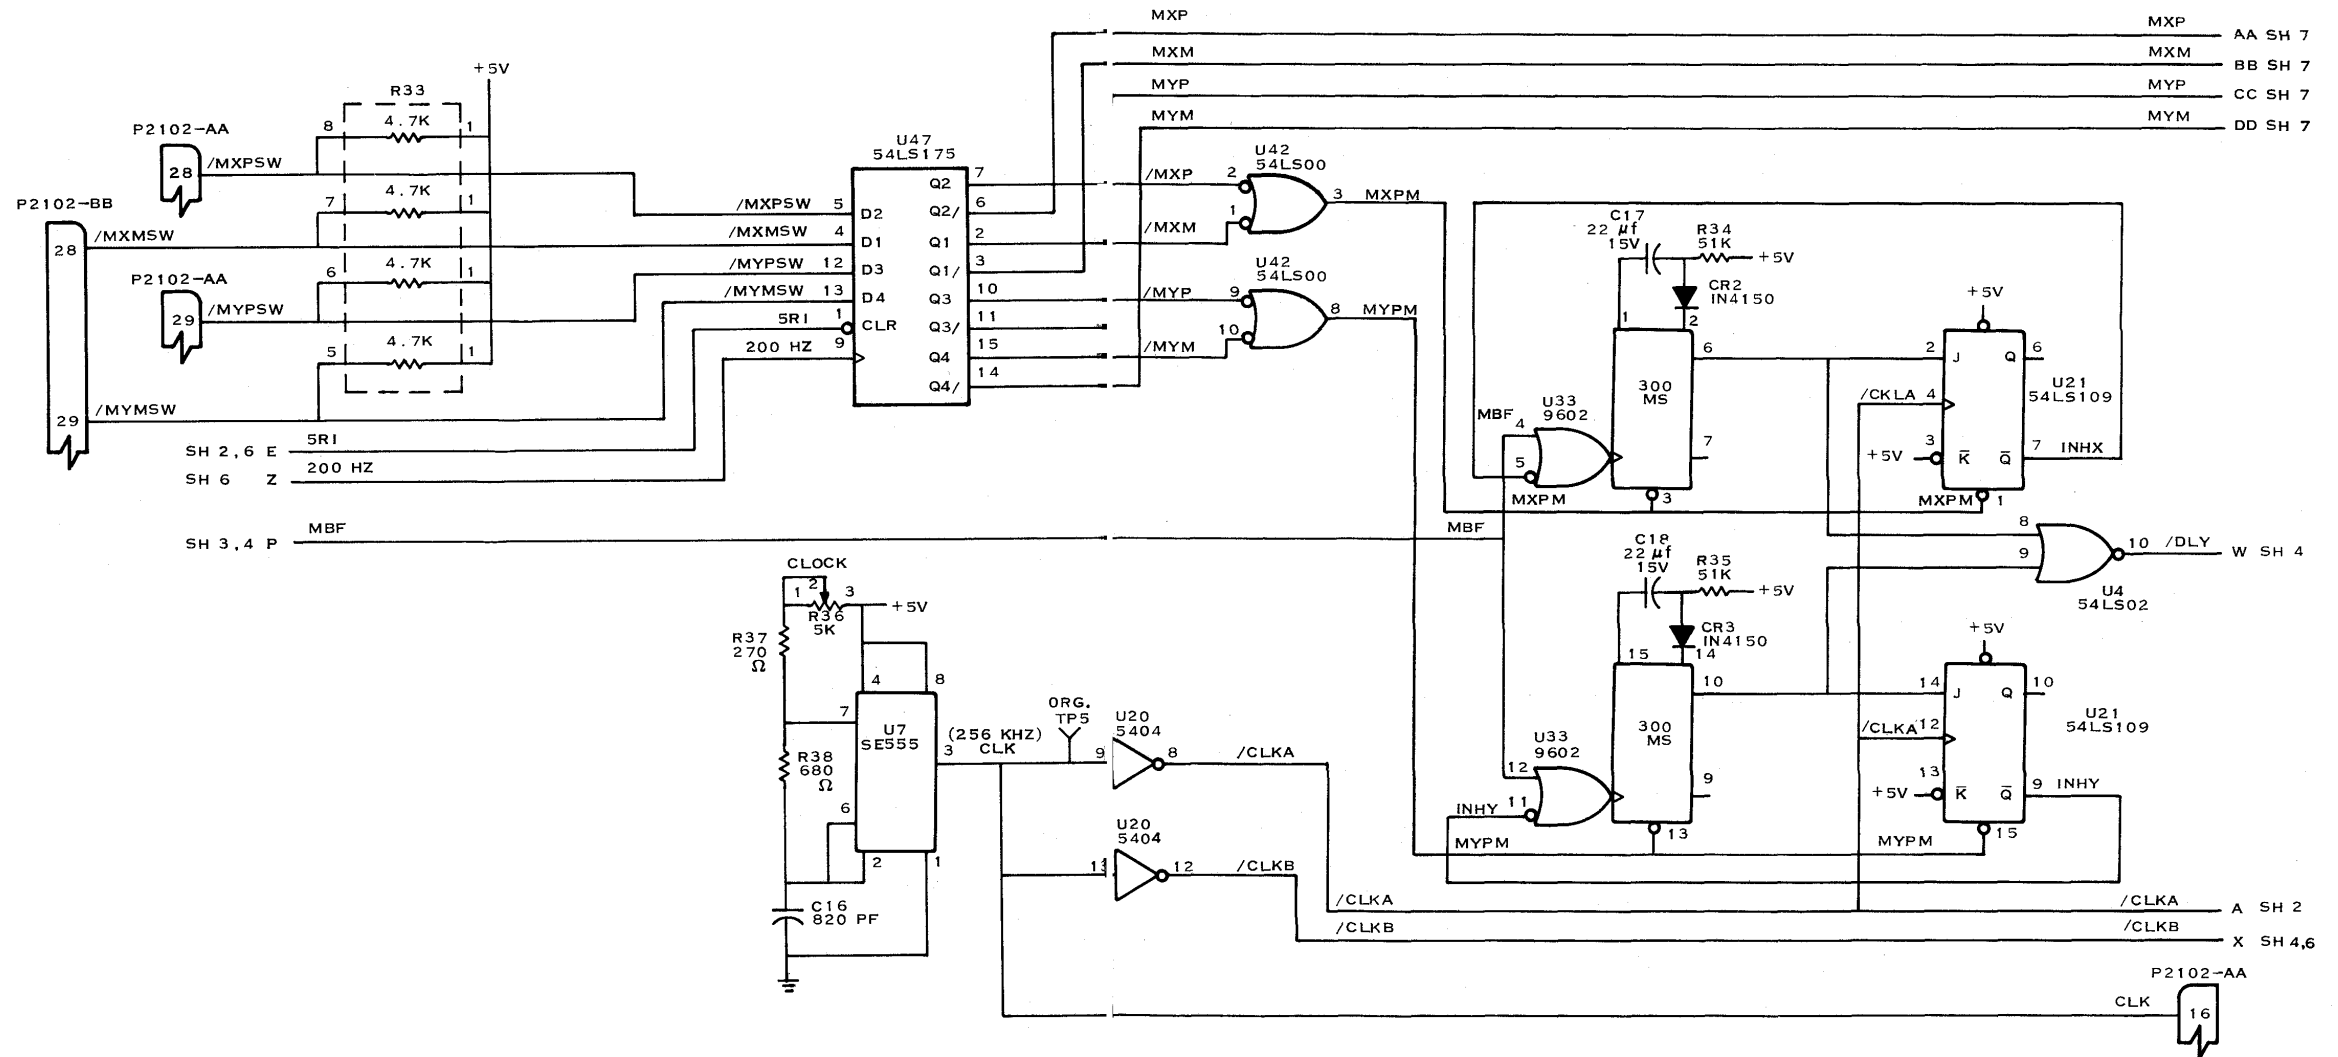 MXP
MXP
AA SH 7
MXM
MXM
BB SH 7
MYP
MYP
CC SH 7
MYM
MYM
DD SH 7
+5V
R33
P2102-AA
8
4.7K
1
/MXPSW
28
4.7K
7
1
P2102-BB
/MXMSW
28
4.7K
6
1
P2102-AA
/MYPSW
29
4.7K
5
1
/MYMSW
29
SH 2,6 E
5RI
SH 6 Z
200 HZ
SH 3,4 P
MBF
MBF
U47
54LS175
/MXPSW 5 D2
/MXMSW 4 D1
/MYPSW 12 D3
/MYMSW 13 D4
5RI 1 CLR
200 HZ 9
Q2 7
Q2/ 6
Q1 2
Q1/ 3
Q3 10
Q3/ 11
Q4 15
Q4/ 14
U42
54LS00
/MXP 2
/MXM 1
3 MXPM
U42
54LS00
/MYP 9
/MYM 10
8 MYPM
C17
22 µf
15V
R34
51K
+5V
CR2
IN4150
1
2
300
MS
6
7
3
U33
9602
MBF 4
5
MXPM
+5V
2 J Q 6
U21
54LS109
/CKLA 4
3
+5V K̅ Q̅ 7 INHX
MXPM 1
8
9
10 /DLY
W SH 4
U4
54LS02
C18
22 µf
15V
R35
51K
+5V
CR3
IN4150
15
14
300
MS
10
9
13
U33
9602
12
INHY 11
MYPM
+5V
14 J Q 10
U21
54LS109
/CLKA 12
13
+5V K̅ Q̅ 9 INHY
MYPM 15
CLOCK
1 2 3
+5V
R36
5K
R37
270
Ω
R38
680
Ω
4
8
7
U7
SE555
3
6
2
1
(256 KHZ)
CLK
ORG.
TP5
C16
820 PF
U20
5404
9
8 /CLKA
U20
5404
13
12 /CLKB
/CLKA
/CLKA
A SH 2
/CLKB
/CLKB
X SH 4,6
P2102-AA
CLK
16